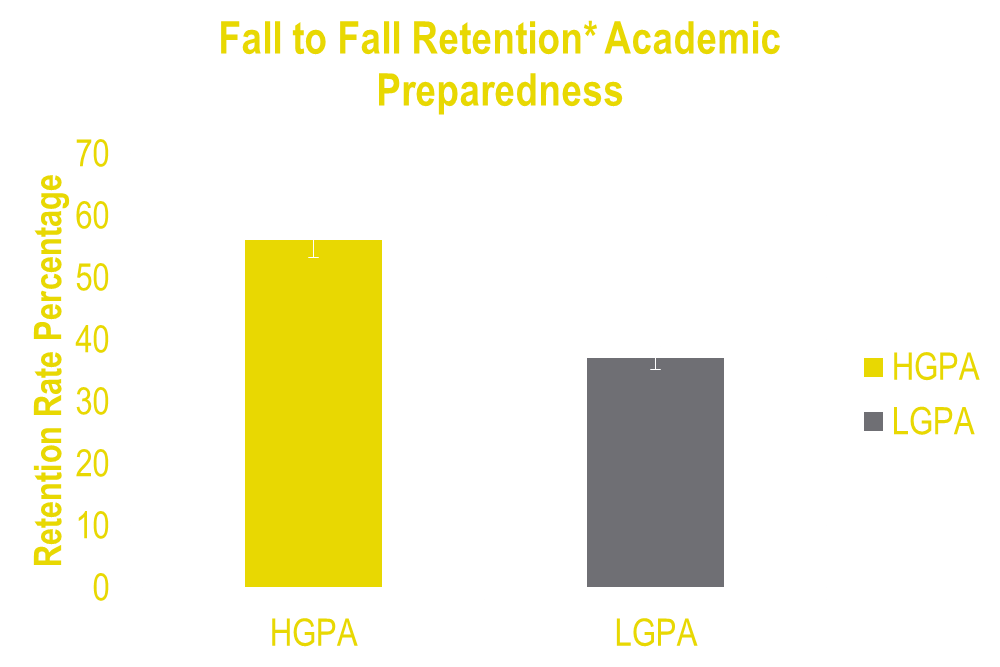 Fall to Fall Retention* Academic
Preparedness
Retention Rate Percentage
70
60
50
40
30
20
10
0
HGPA
LGPA
HGPA
LGPA